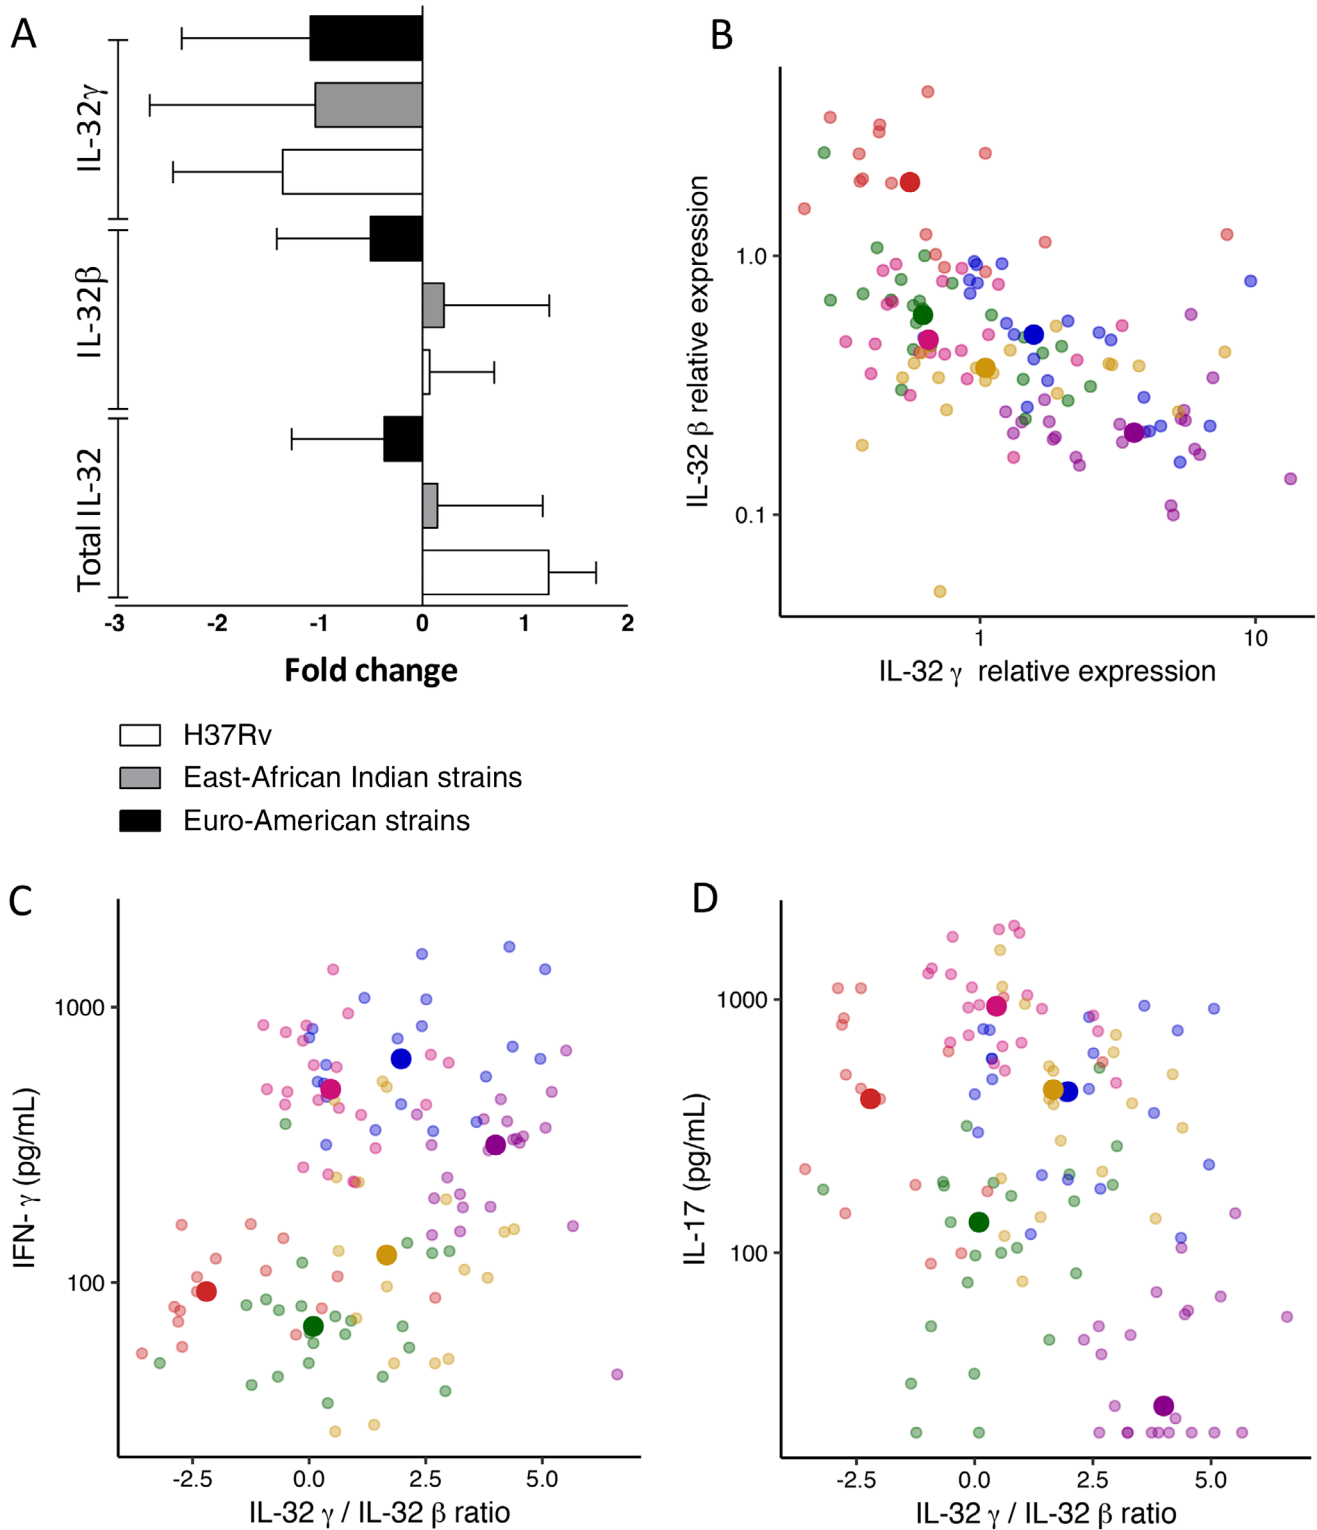 A
IL-32γ
IL-32β
Total IL-32
-3 -2 -1 0 1 2
Fold change
H37Rv
East-African Indian strains
Euro-American strains
B
IL-32 β relative expression
1.0
0.1
1 10
IL-32 γ relative expression
C
IFN- γ (pg/mL)
1000
100
-2.5 0.0 2.5 5.0
IL-32 γ / IL-32 β ratio
D
IL-17 (pg/mL)
1000
100
-2.5 0.0 2.5 5.0
IL-32 γ / IL-32 β ratio